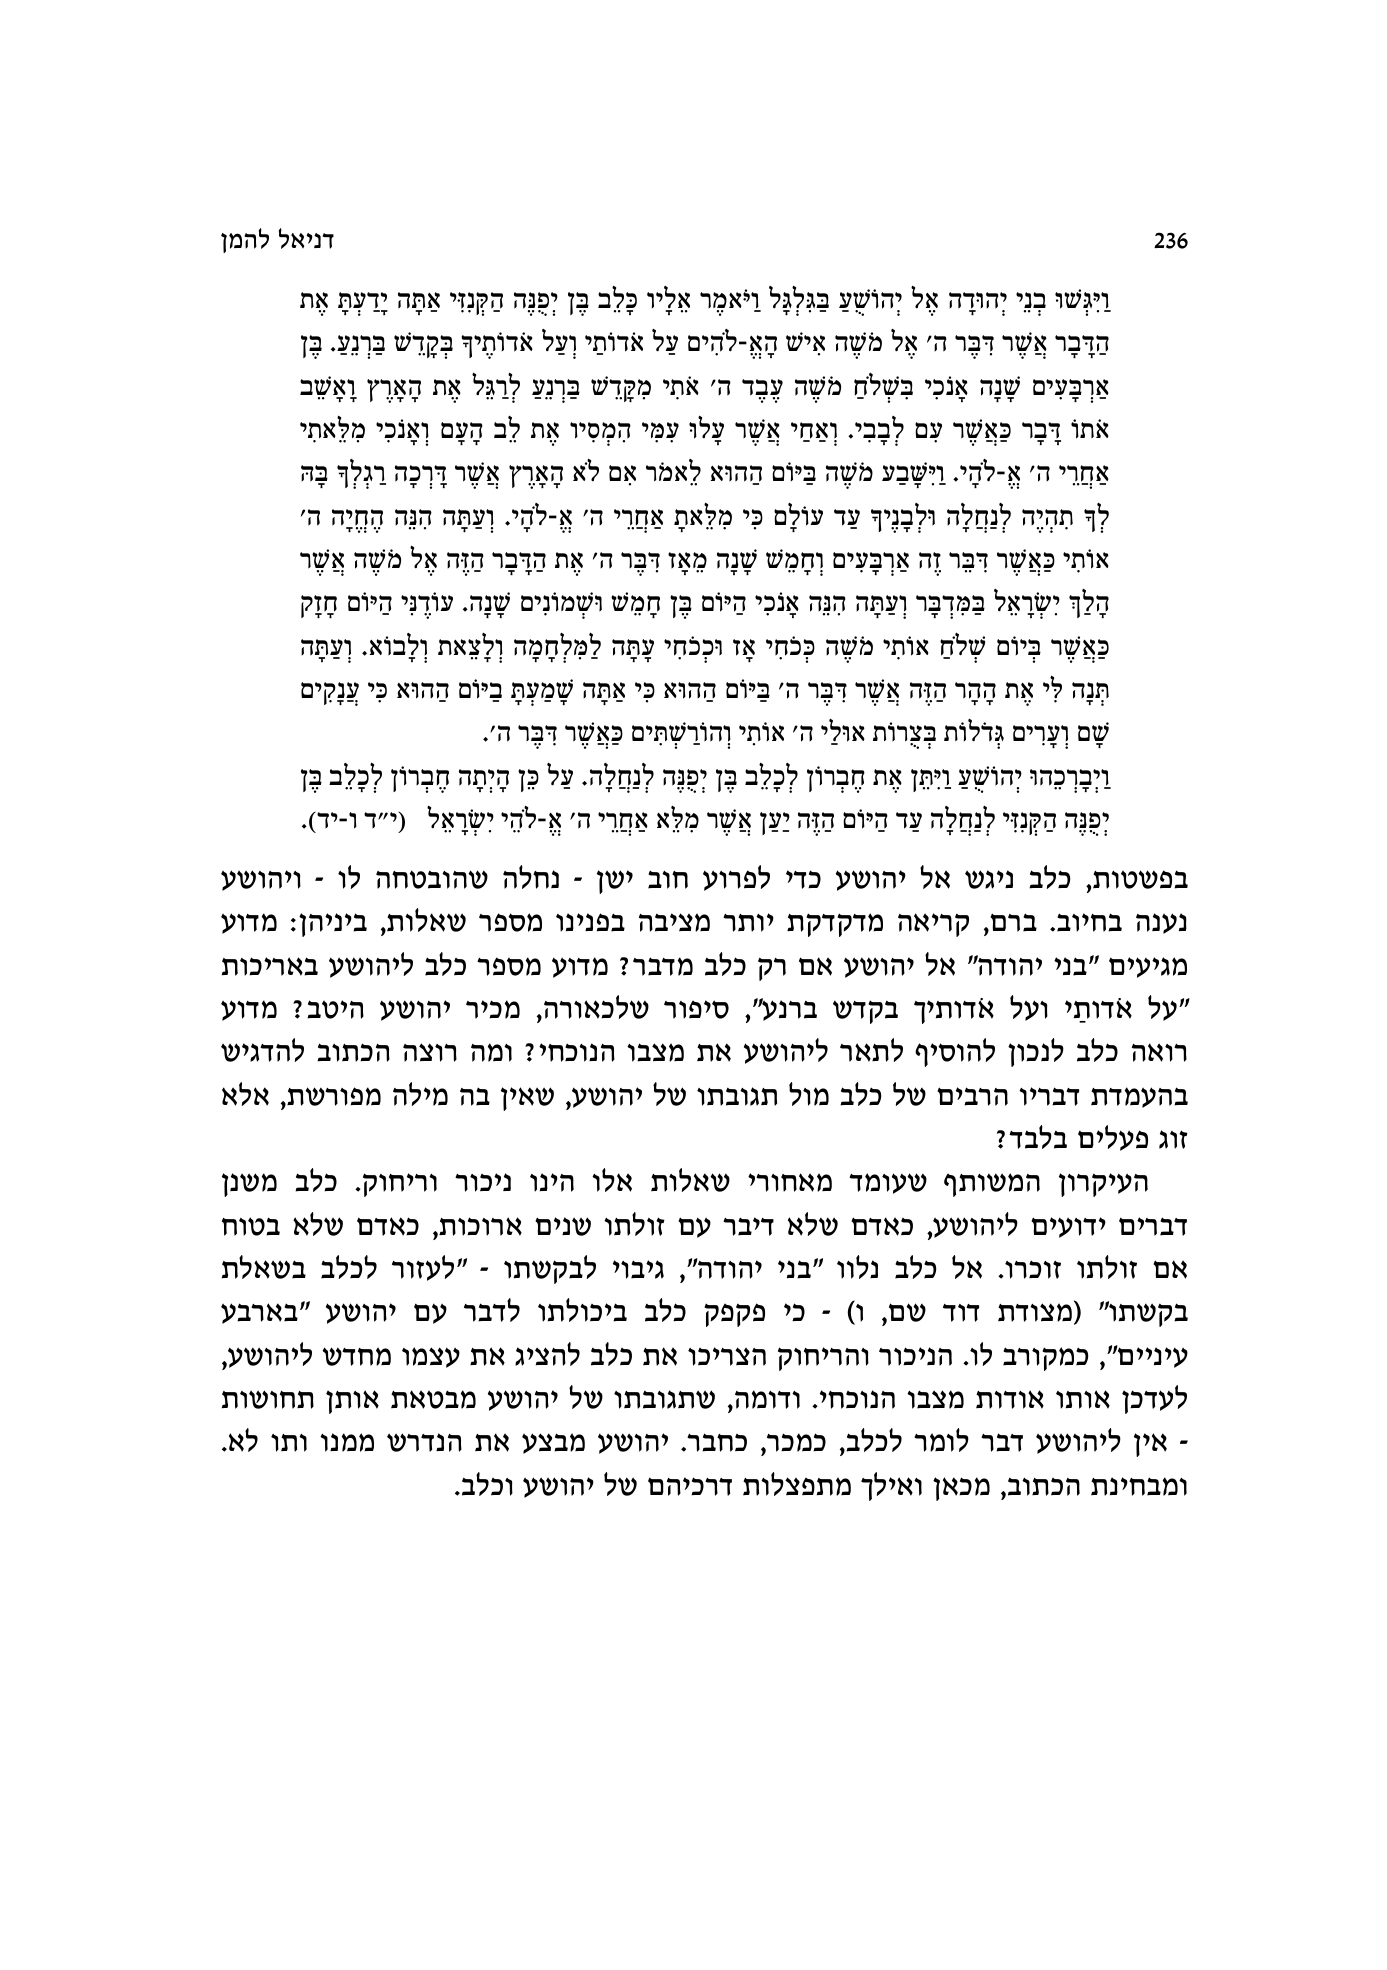 236 דניאל להמן
וַיִּגְּשׁוּ בְנֵי יְהוּדָה אֶל יְהוֹשֻׁעַ בַּגִּלְגָּל וַיֹּאמֶר אֵלָיו כָּלֵב בֶּן יְפֻנֶּה הַקְּנִזִּי אַתָּה יָדַעְתָּ אֶת
הַדָּבָר אֲשֶׁר דִּבֶּר ה׳ אֶל מֹשֶׁה אִישׁ הָאֱ-לֹהִים עַל אֹדוֹתַי וְעַל אֹדוֹתֶיךָ בְּקָדֵשׁ בַּרְנֵעַ. בֶּן
אַרְבָּעִים שָׁנָה אָנֹכִי בִּשְׁלֹחַ מֹשֶׁה עֶבֶד ה׳ אֹתִי מִקָּדֵשׁ בַּרְנֵעַ לְרַגֵּל אֶת הָאָרֶץ וָאָשֵׁב
אֹתוֹ דָּבָר כַּאֲשֶׁר עִם לְבָבִי. וְאַחַי אֲשֶׁר עָלוּ עִמִּי הִמְסִיו אֶת לֵב הָעָם וְאָנֹכִי מִלֵּאתִי
אַחֲרֵי ה׳ אֱ-לֹהָי. וַיִּשָּׁבַע מֹשֶׁה בַּיּוֹם הַהוּא לֵאמֹר אִם לֹא הָאָרֶץ אֲשֶׁר דָּרְכָה רַגְלְךָ בָּהּ
לְךָ תִהְיֶה לְנַחֲלָה וּלְבָנֶיךָ עַד עוֹלָם כִּי מִלֵּאתָ אַחֲרֵי ה׳ אֱ-לֹהָי. וְעַתָּה הִנֵּה הֶחֱיָה ה׳
אוֹתִי כַּאֲשֶׁר דִּבֵּר זֶה אַרְבָּעִים וְחָמֵשׁ שָׁנָה מֵאָז דִּבֶּר ה׳ אֶת הַדָּבָר הַזֶּה אֶל מֹשֶׁה אֲשֶׁר
הָלַךְ יִשְׂרָאֵל בַּמִּדְבָּר וְעַתָּה הִנֵּה אָנֹכִי הַיּוֹם בֶּן חָמֵשׁ וּשְׁמוֹנִים שָׁנָה. עוֹדֶנִּי הַיּוֹם חָזָק
כַּאֲשֶׁר בְּיוֹם שְׁלֹחַ אוֹתִי מֹשֶׁה כְּכֹחִי אָז וּכְכֹחִי עָתָּה לַמִּלְחָמָה וְלָצֵאת וְלָבוֹא. וְעַתָּה
תְּנָה לִּי אֶת הָהָר הַזֶּה אֲשֶׁר דִּבֶּר ה׳ בַּיּוֹם הַהוּא כִּי אַתָּה שָׁמַעְתָּ בַיּוֹם הַהוּא כִּי עֲנָקִים
שָׁם וְעָרִים גְּדֹלוֹת בְּצֻרוֹת אוּלַי ה׳ אוֹתִי וְהוֹרַשְׁתִּים כַּאֲשֶׁר דִּבֶּר ה׳.
וַיְבָרְכֵהוּ יְהוֹשֻׁעַ וַיִּתֵּן אֶת חֶבְרוֹן לְכָלֵב בֶּן יְפֻנֶּה לְנַחֲלָה. עַל כֵּן הָיְתָה חֶבְרוֹן לְכָלֵב בֶּן
יְפֻנֶּה הַקְּנִזִּי לְנַחֲלָה עַד הַיּוֹם הַזֶּה יַעַן אֲשֶׁר מִלֵּא אַחֲרֵי ה׳ אֱ-לֹהֵי יִשְׂרָאֵל (י״ד ו-יד).
בפשטות, כלב ניגש אל יהושע כדי לפרוע חוב ישן - נחלה שהובטחה לו - ויהושע
נענה בחיוב. ברם, קריאה מדקדקת יותר מציבה בפנינו מספר שאלות, ביניהן: מדוע
מגיעים ״בני יהודה״ אל יהושע אם רק כלב מדבר? מדוע מספר כלב ליהושע באריכות
״על אֹדותַי ועל אֹדותיך בקדש ברנע״, סיפור שלכאורה, מכיר יהושע היטב? מדוע
רואה כלב לנכון להוסיף לתאר ליהושע את מצבו הנוכחי? ומה רוצה הכתוב להדגיש
בהעמדת דבריו הרבים של כלב מול תגובתו של יהושע, שאין בה מילה מפורשת, אלא
זוג פעלים בלבד?
העיקרון המשותף שעומד מאחורי שאלות אלו הינו ניכור וריחוק. כלב משנן
דברים ידועים ליהושע, כאדם שלא דיבר עם זולתו שנים ארוכות, כאדם שלא בטוח
אם זולתו זוכרו. אל כלב נלוו ״בני יהודה״, גיבוי לבקשתו - ״לעזור לכלב בשאלת
בקשתו״ (מצודת דוד שם, ו) - כי פקפק כלב ביכולתו לדבר עם יהושע ״בארבע
עיניים״, כמקורב לו. הניכור והריחוק הצריכו את כלב להציג את עצמו מחדש ליהושע,
לעדכן אותו אודות מצבו הנוכחי. ודומה, שתגובתו של יהושע מבטאת אותן תחושות
- אין ליהושע דבר לומר לכלב, כמכר, כחבר. יהושע מבצע את הנדרש ממנו ותו לא.
ומבחינת הכתוב, מכאן ואילך מתפצלות דרכיהם של יהושע וכלב.